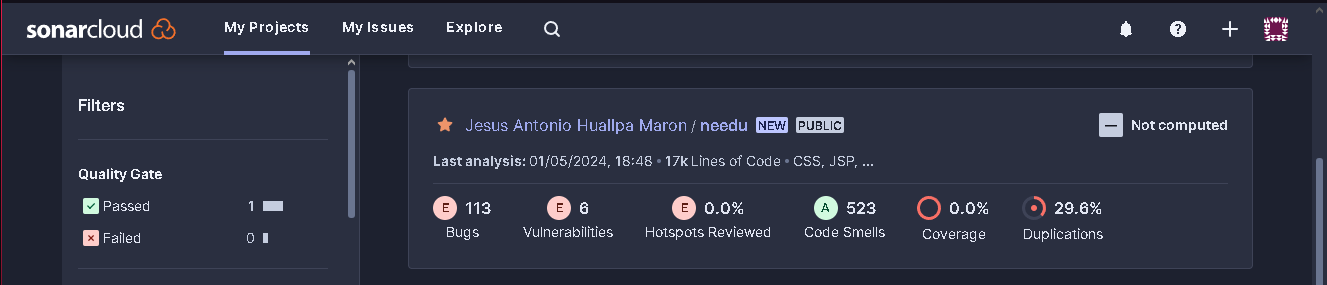 sonarcloud My Projects My Issues Explore
Filters
Quality Gate
Passed 1
Failed 0
Jesus Antonio Huallpa Maron / needu NEW PUBLIC Not computed
Last analysis: 01/05/2024, 18:48 • 17k Lines of Code • CSS, JSP, ...
E 113 E 6 E 0.0% A 523 0.0% 29.6%
Bugs Vulnerabilities Hotspots Reviewed Code Smells Coverage Duplications